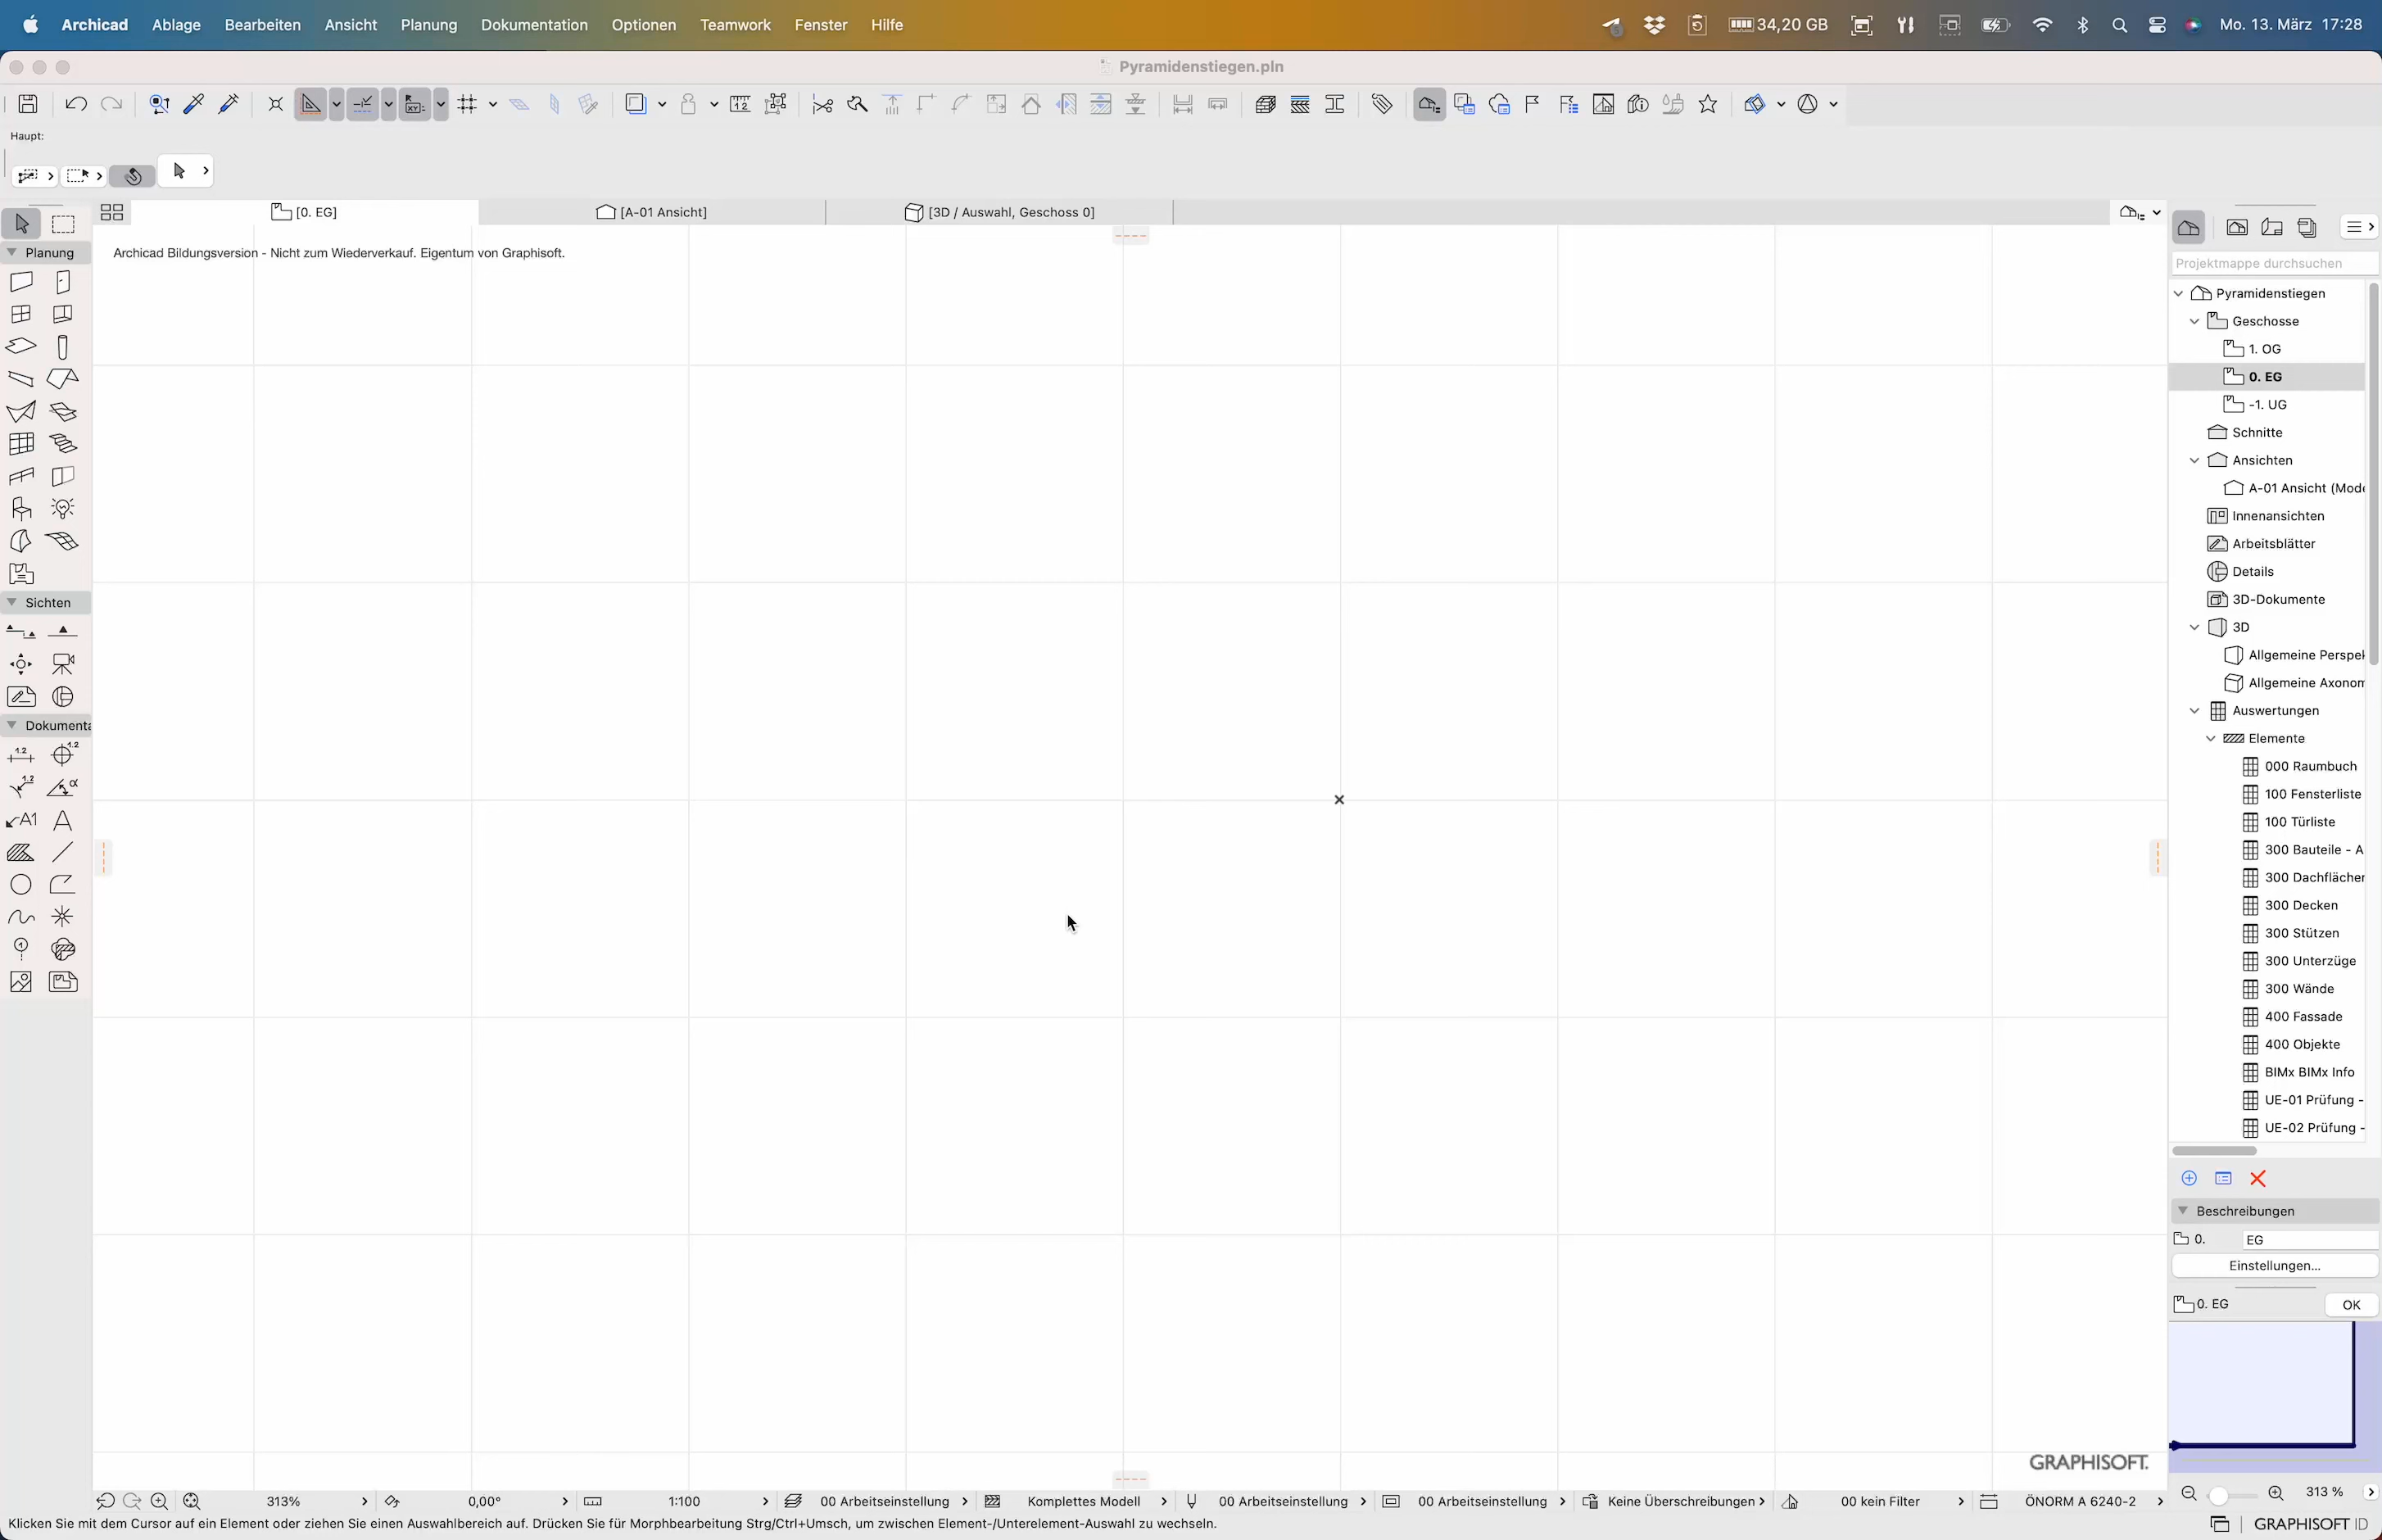 Archicad Ablage Bearbeiten Ansicht Planung Dokumentation Optionen Teamwork Fenster Hilfe 34,20 GB Mo. 13. März 17:28
Pyramidenstiegen.pln
Haupt:
[0. EG] [A-01 Ansicht] [3D / Auswahl, Geschoss 0]
Planung
Archicad Bildungsversion - Nicht zum Wiederverkauf. Eigentum von Graphisoft.
Sichten
Dokumenta
Projektmappe durchsuchen
Pyramidenstiegen
Geschosse
1. OG
0. EG
-1. UG
Schnitte
Ansichten
A-01 Ansicht (Mode
Innenansichten
Arbeitsblätter
Details
3D-Dokumente
3D
Allgemeine Perspek
Allgemeine Axonom
Auswertungen
Elemente
000 Raumbuch
100 Fensterliste
100 Türliste
300 Bauteile - A
300 Dachflächen
300 Decken
300 Stützen
300 Unterzüge
300 Wände
400 Fassade
400 Objekte
BIMx BIMx Info
UE-01 Prüfung -
UE-02 Prüfung -
Beschreibungen
0. EG
Einstellungen...
0. EG OK
GRAPHISOFT.
313% 0,00° 1:100 00 Arbeitseinstellung Komplettes Modell 00 Arbeitseinstellung 00 Arbeitseinstellung Keine Überschreibungen 00 kein Filter ÖNORM A 6240-2 313 %
Klicken Sie mit dem Cursor auf ein Element oder ziehen Sie einen Auswahlbereich auf. Drücken Sie für Morphbearbeitung Strg/Ctrl+Umsch, um zwischen Element-/Unterelement-Auswahl zu wechseln. GRAPHISOFT ID